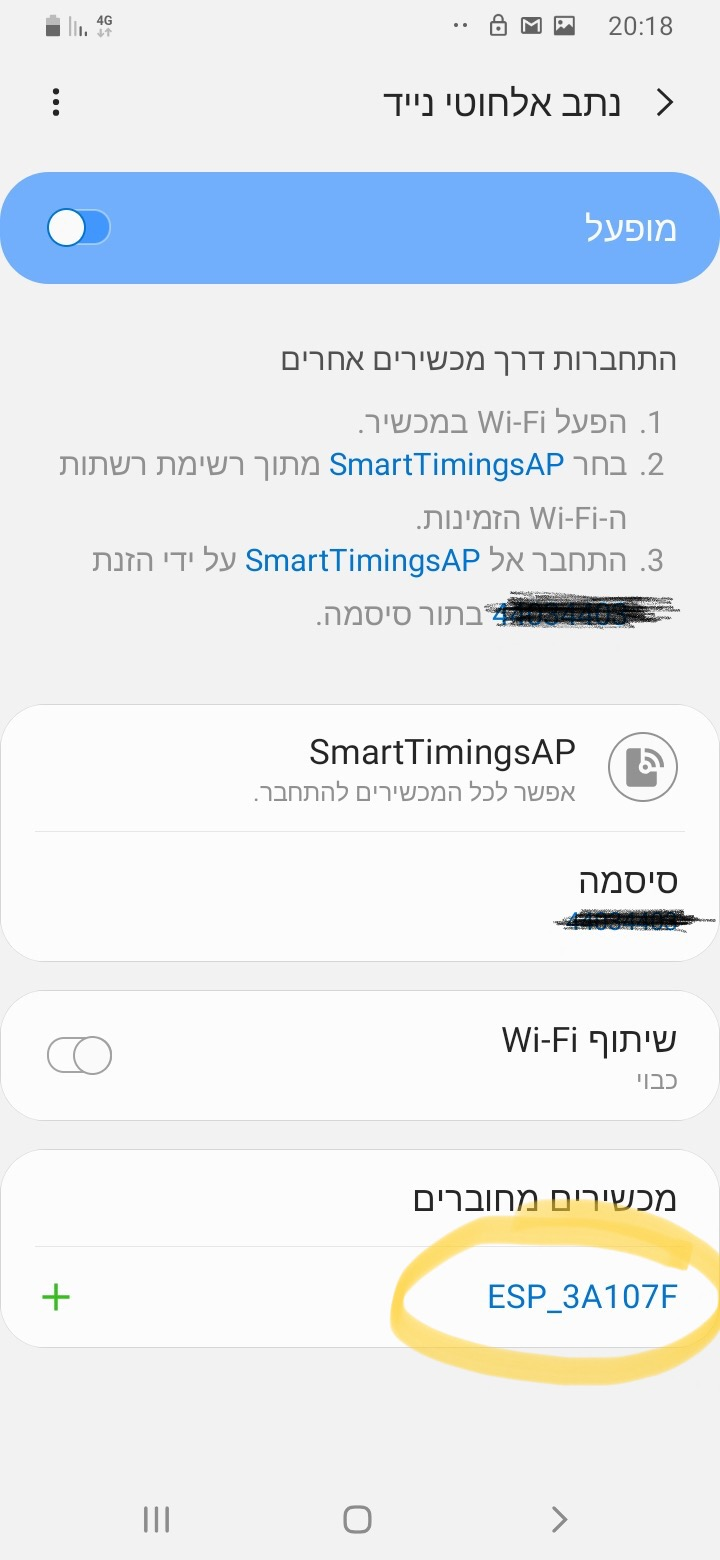 4G 20:18
נתב אלחוטי נייד
מופעל
התחברות דרך מכשירים אחרים
1. הפעל Wi-Fi במכשיר.
2. בחר SmartTimingsAP מתוך רשימת רשתות
ה-Wi-Fi הזמינות.
3. התחבר אל SmartTimingsAP על ידי הזנת
בתור סיסמה.
SmartTimingsAP
אפשר לכל המכשירים להתחבר.
סיסמה
שיתוף Wi-Fi
כבוי
מכשירים מחוברים
ESP_3A107F